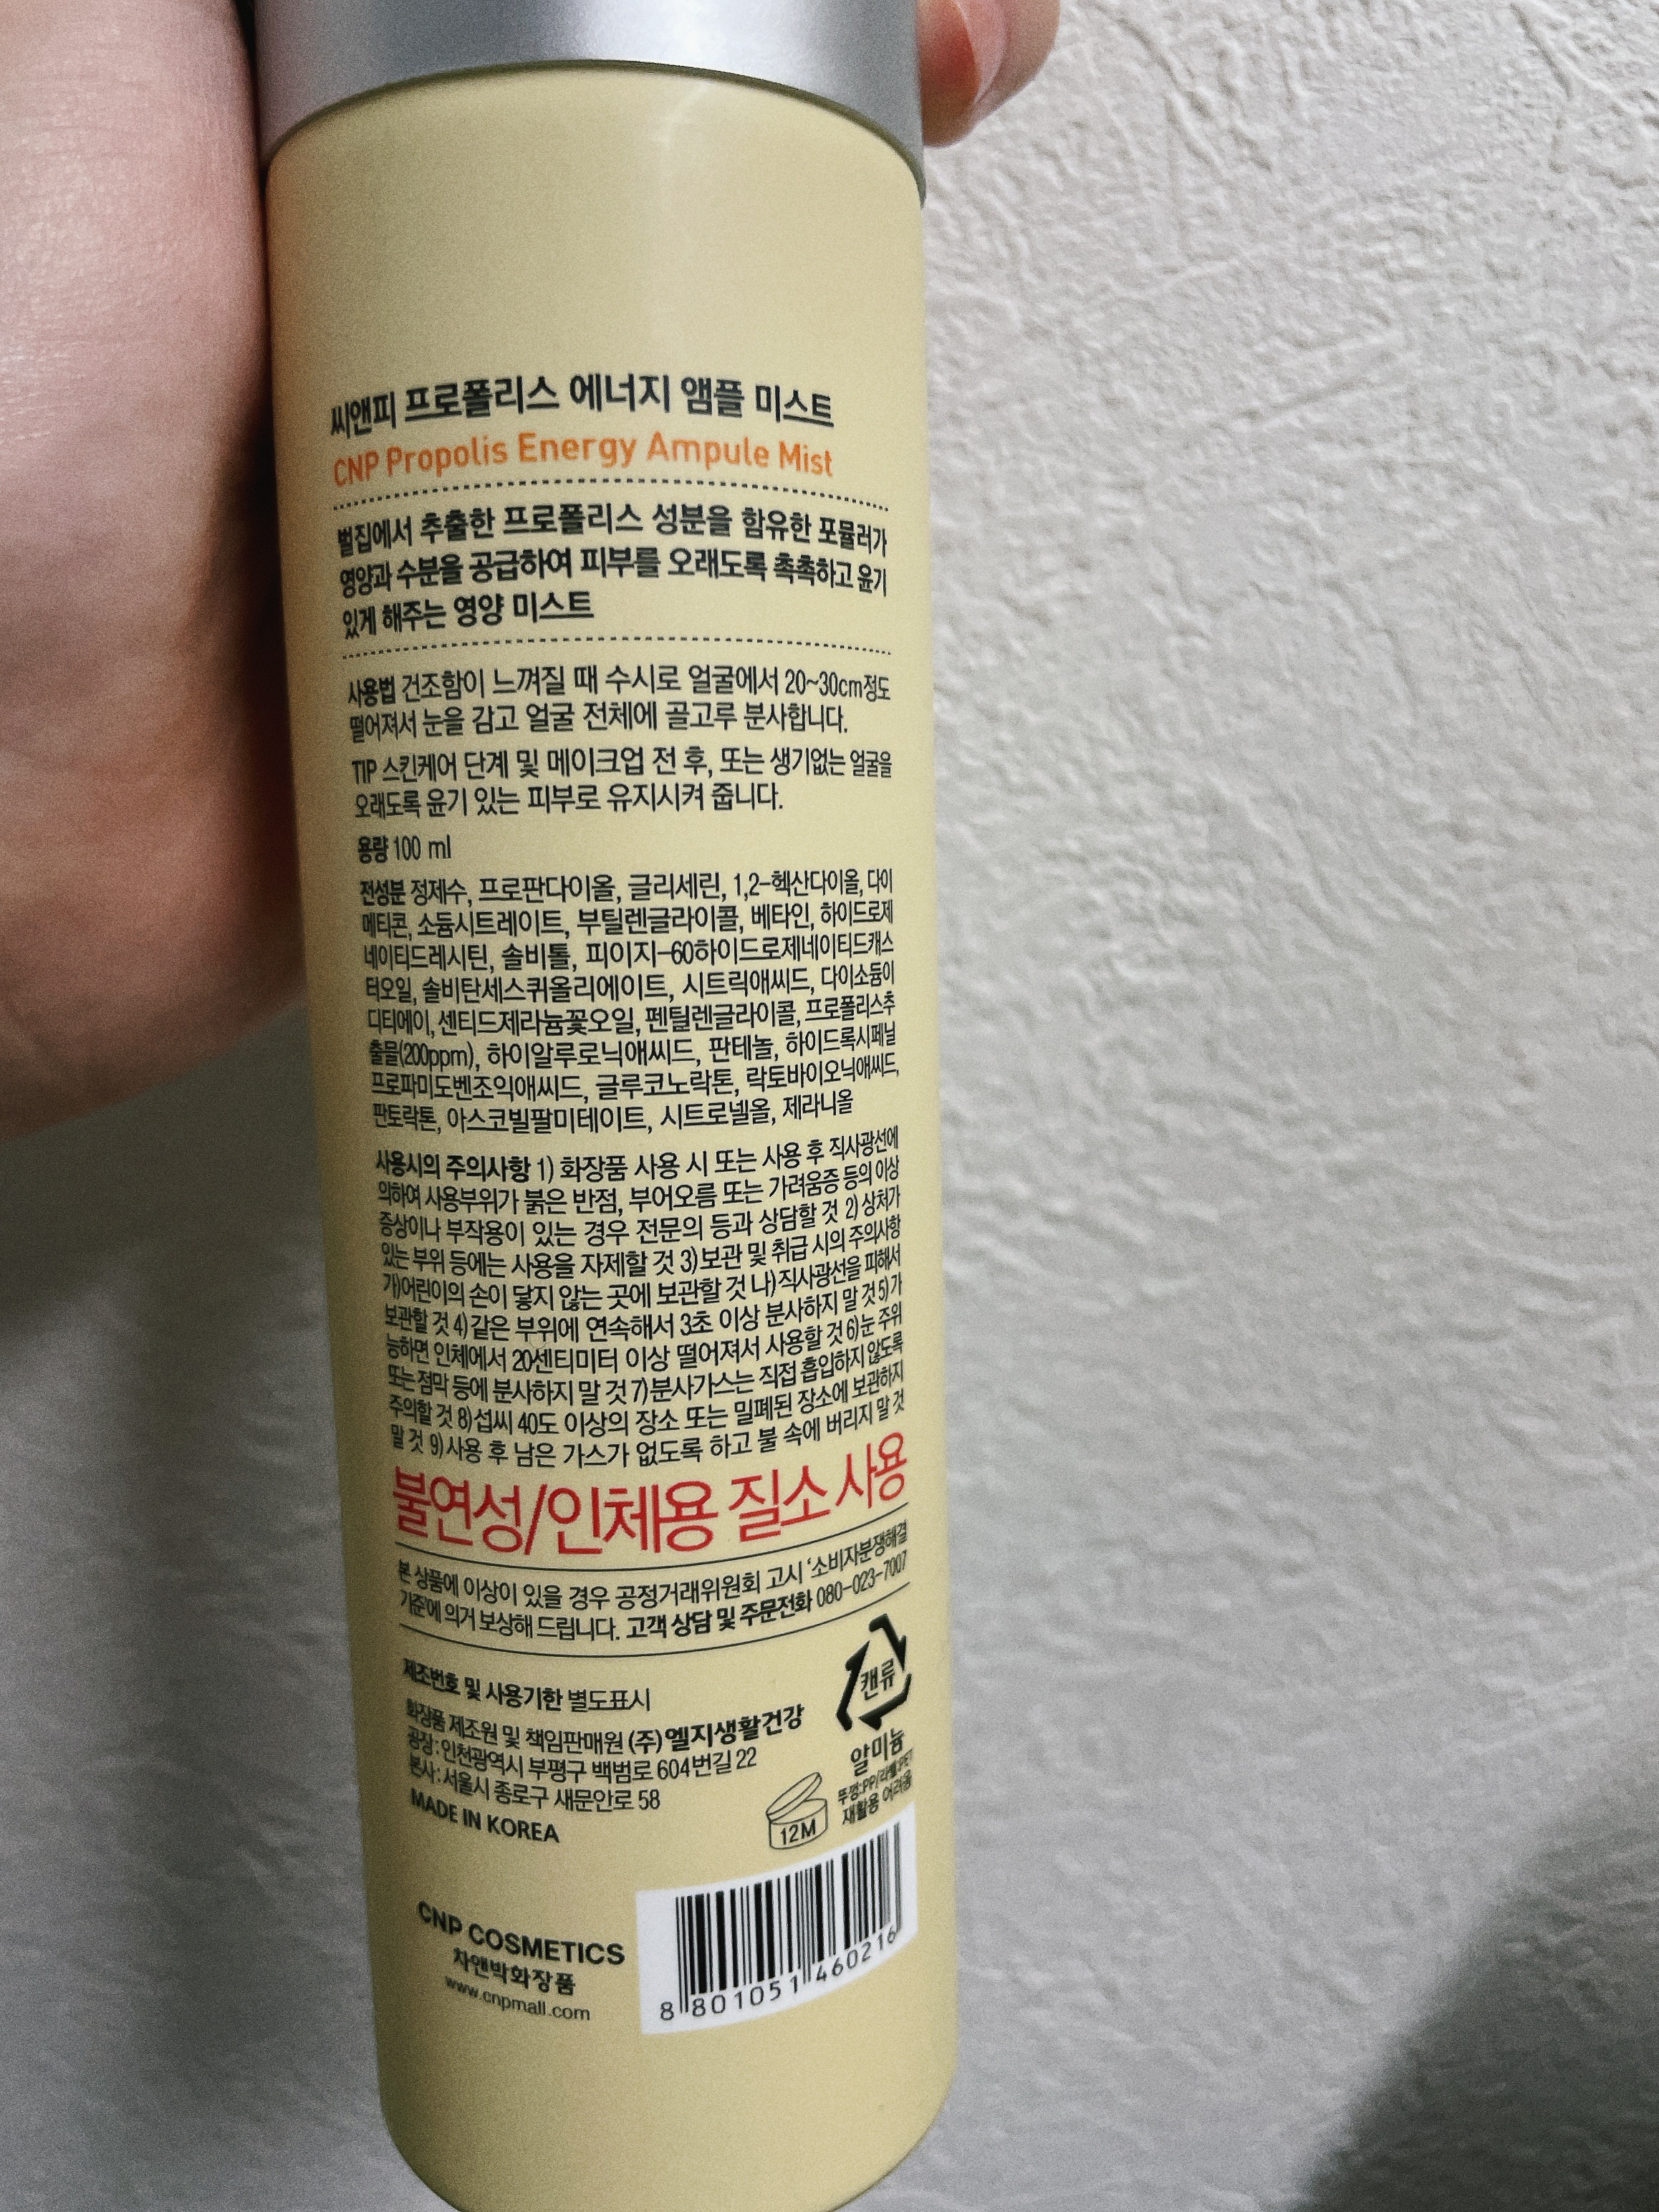 씨앤피 프로폴리스 에너지 앰플 미스트
CNP Propolis Energy Ampule Mist
벌집에서 추출한 프로폴리스 성분을 함유한 포뮬러가
영양과 수분을 공급하여 피부를 오래도록 촉촉하고 윤기
있게 해주는 영양 미스트
사용법 건조함이 느껴질 때 수시로 얼굴에서 20~30cm정도
떨어져서 눈을 감고 얼굴 전체에 골고루 분사합니다.
TIP 스킨케어 단계 및 메이크업 전 후, 또는 생기없는 얼굴을
오래도록 윤기 있는 피부로 유지시켜 줍니다.
용량 100 ml
전성분 정제수, 프로판다이올, 글리세린, 1,2-헥산다이올, 다이
메티콘, 소듐시트레이트, 부틸렌글라이콜, 베타인, 하이드로제
네이티드레시틴, 솔비톨, 피이지-60하이드로제네이티드캐스
터오일, 솔비탄세스퀴올리에이트, 시트릭애씨드, 다이소듐이
디티에이, 센티드제라늄꽃오일, 펜틸렌글라이콜, 프로폴리스추
출물(200ppm), 하이알루로닉애씨드, 판테놀, 하이드록시페닐
프로파미도벤조익애씨드, 글루코노락톤, 락토바이오닉애씨드,
판토락톤, 아스코빌팔미테이트, 시트로넬올, 제라니올
사용시의 주의사항 1) 화장품 사용 시 또는 사용 후 직사광선에
의하여 사용부위가 붉은 반점, 부어오름 또는 가려움증 등의 이상
증상이나 부작용이 있는 경우 전문의 등과 상담할 것 2) 상처가
있는 부위 등에는 사용을 자제할 것 3)보관 및 취급 시의 주의사항
가)어린이의 손이 닿지 않는 곳에 보관할 것 나)직사광선을 피해서
보관할 것 4)같은 부위에 연속해서 3초 이상 분사하지 말 것 5)가
능하면 인체에서 20센티미터 이상 떨어져서 사용할 것 6)눈 주위
또는 점막 등에 분사하지 말 것 7)분사가스는 직접 흡입하지 않도록
주의할 것 8)섭씨 40도 이상의 장소 또는 밀폐된 장소에 보관하지
말 것 9)사용 후 남은 가스가 없도록 하고 불 속에 버리지 말 것
불연성/인체용 질소 사용
본 상품에 이상이 있을 경우 공정거래위원회 고시 '소비자분쟁해결
기준'에 의거 보상해 드립니다. 고객 상담 및 주문전화 080-023-7007
제조번호 및 사용기한 별도표시
화장품 제조원 및 책임판매원 (주)엘지생활건강
공장:인천광역시 부평구 백범로 604번길 22
본사:서울시 종로구 새문안로 58
MADE IN KOREA
캔류
알미늄
뚜껑:PP/라벨:PET
재활용 어려움
12M
CNP COSMETICS
차앤박화장품
www.cnpmall.com
8 801051 460216